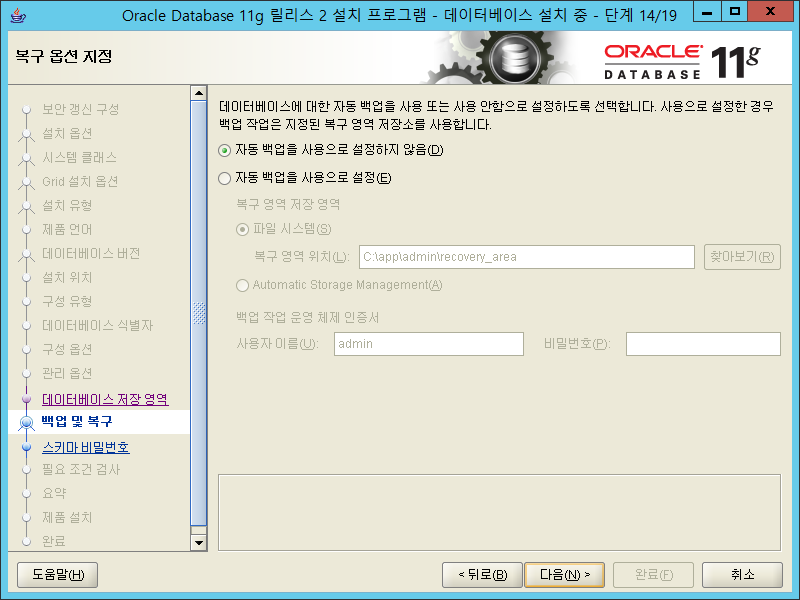 Oracle Database 11g 릴리스 2 설치 프로그램 - 데이터베이스 설치 중 - 단계 14/19
복구 옵션 지정
ORACLE
DATABASE
11g
보안 갱신 구성
설치 옵션
시스템 클래스
Grid 설치 옵션
설치 유형
제품 언어
데이터베이스 버전
설치 위치
구성 유형
데이터베이스 식별자
구성 옵션
관리 옵션
데이터베이스 저장 영역
백업 및 복구
스키마 비밀번호
필요 조건 검사
요약
제품 설치
완료
데이터베이스에 대한 자동 백업을 사용 또는 사용 안함으로 설정하도록 선택합니다. 사용으로 설정한 경우
백업 작업은 지정된 복구 영역 저장소를 사용합니다.
자동 백업을 사용으로 설정하지 않음(D)
자동 백업을 사용으로 설정(E)
복구 영역 저장 영역
파일 시스템(S)
복구 영역 위치(L): C:\app\admin\recovery_area 찾아보기(R)
Automatic Storage Management(A)
백업 작업 운영 체제 인증서
사용자 이름(U): admin 비밀번호(P):
도움말(H) < 뒤로(B) 다음(N) > 완료(F) 취소